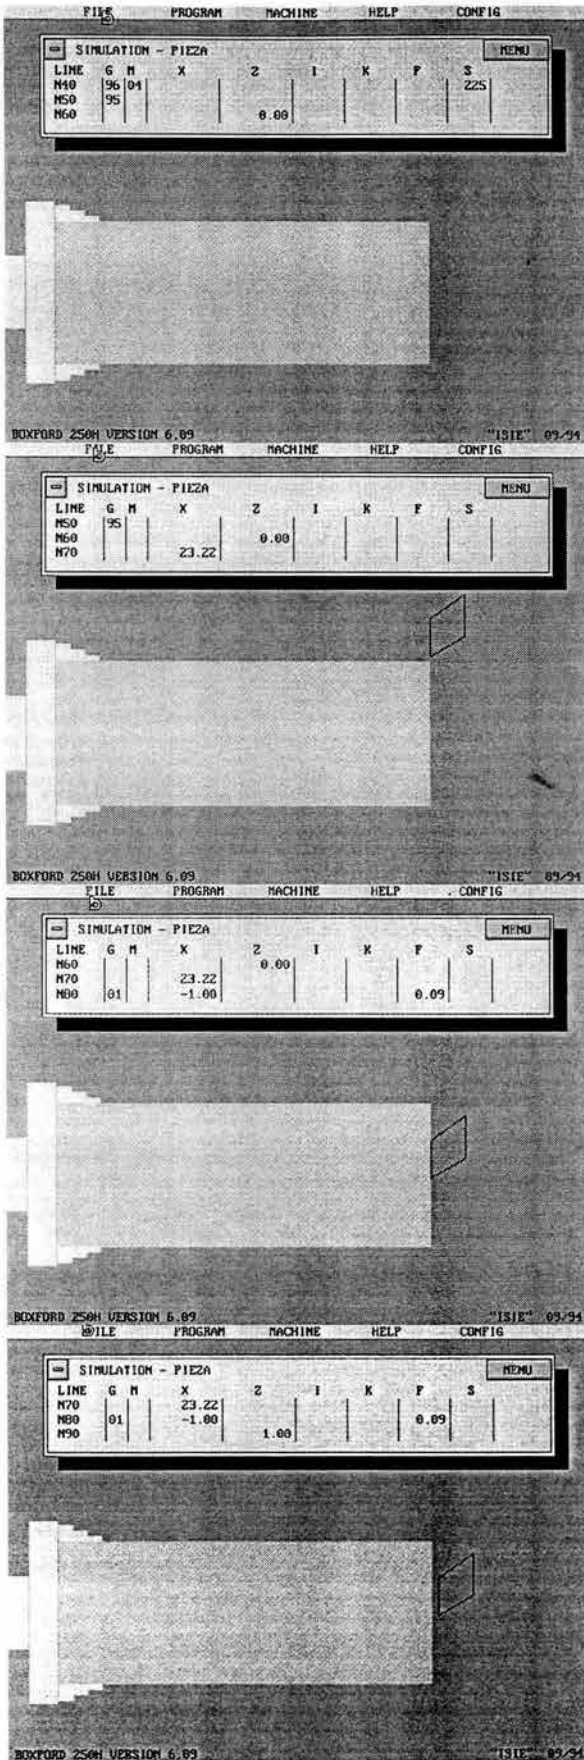 FILE PROGRAM MACHINE HELP CONFIG
SIMULATION - PIEZA MENU
LINE G M X Z I K F S
N40 96 04 225
N50 95
N60 0.00
BOXFORD 250H VERSION 6.09 "ISIE" 09/94
FILE PROGRAM MACHINE HELP CONFIG
SIMULATION - PIEZA MENU
LINE G M X Z I K F S
N50 95
N60 0.00
N70 23.22
BOXFORD 250H VERSION 6.09 "ISIE" 09/94
FILE PROGRAM MACHINE HELP CONFIG
SIMULATION - PIEZA MENU
LINE G M X Z I K F S
N60 0.00
N70 23.22
N80 01 -1.00 0.09
BOXFORD 250H VERSION 6.09 "ISIE" 09/94
FILE PROGRAM MACHINE HELP CONFIG
SIMULATION - PIEZA MENU
LINE G M X Z I K F S
N70 23.22
N80 01 -1.00 0.09
N90 1.00
BOXFORD 250H VERSION 6.09 "ISIE" 09/94